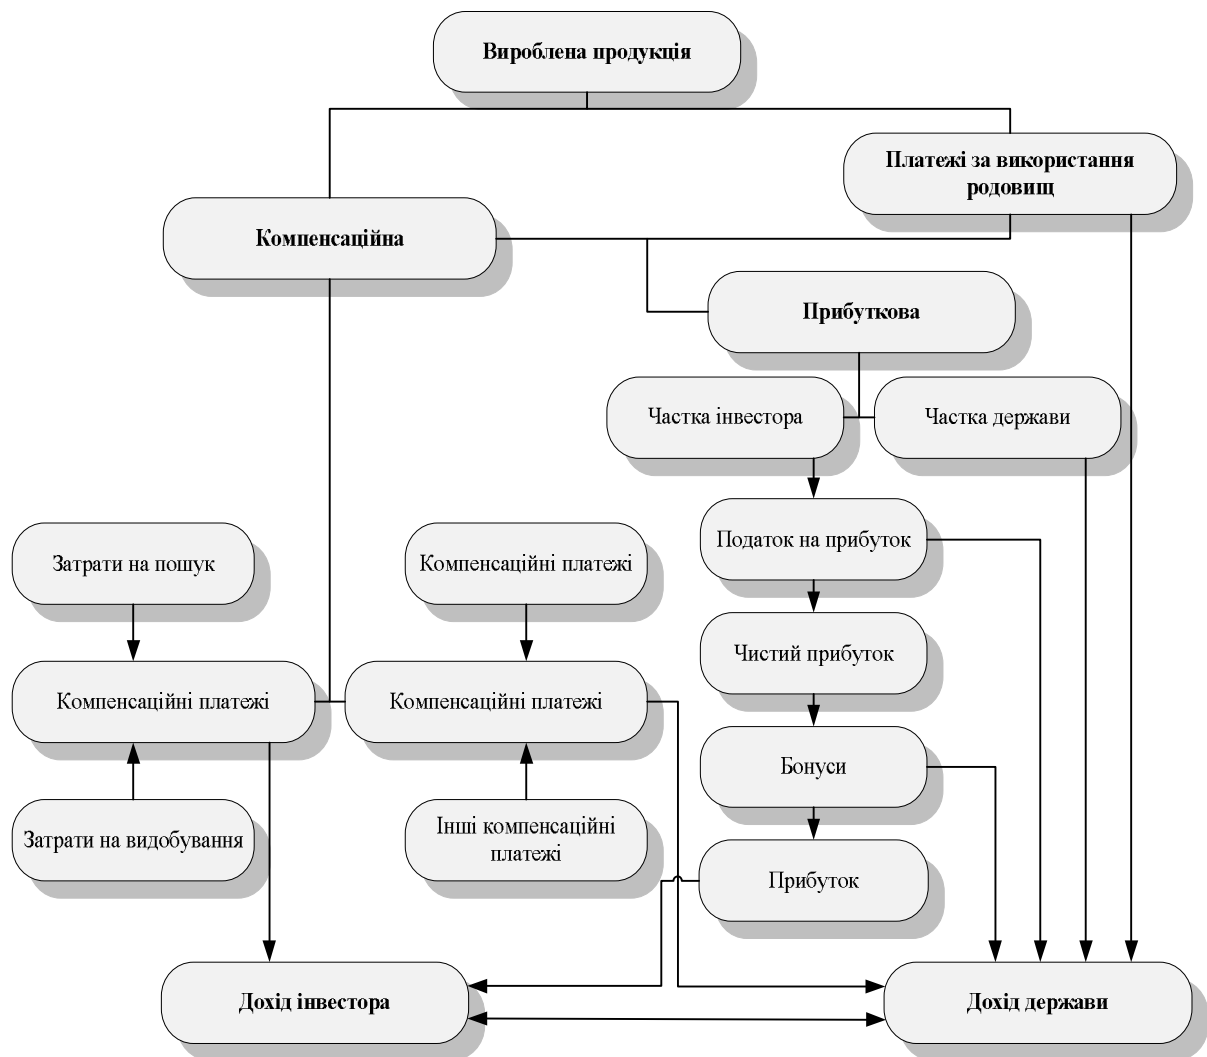 Вироблена продукція
Платежі за використання
родовищ
Компенсаційна
Прибуткова
Частка інвестора
Частка держави
Податок на прибуток
Затрати на пошук
Компенсаційні платежі
Чистий прибуток
Компенсаційні платежі
Компенсаційні платежі
Бонуси
Затрати на видобування
Інші компенсаційні
платежі
Прибуток
Дохід інвестора
Дохід держави